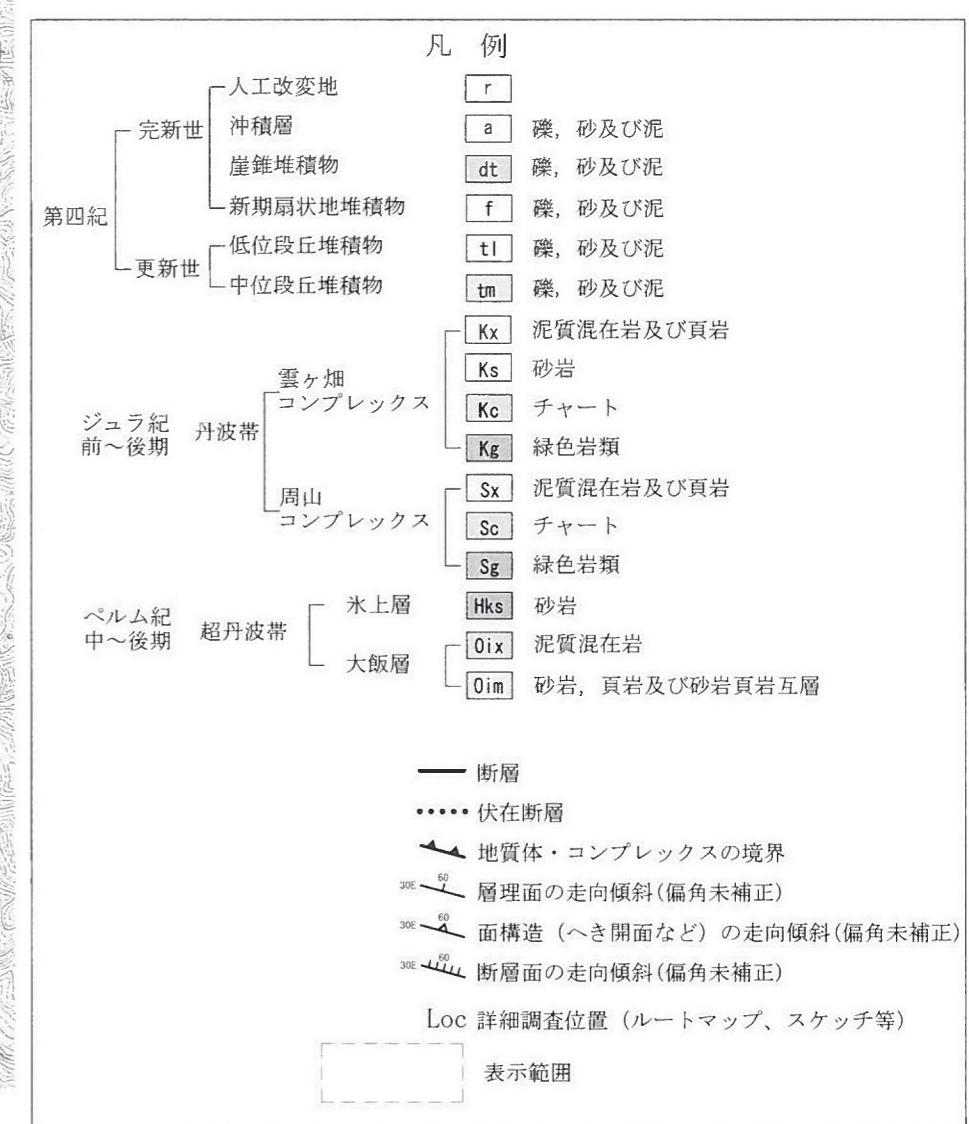 凡 例
人工改変地 r
完新世
沖積層 a 礫, 砂及び泥
崖錐堆積物 dt 礫, 砂及び泥
第四紀
新期扇状地堆積物 f 礫, 砂及び泥
低位段丘堆積物 tl 礫, 砂及び泥
更新世
中位段丘堆積物 tm 礫, 砂及び泥
Kx 泥質混在岩及び頁岩
Ks 砂岩
雲ヶ畑
コンプレックス
Kc チャート
ジュラ紀
前～後期
丹波帯
Kg 緑色岩類
Sx 泥質混在岩及び頁岩
周山
コンプレックス
Sc チャート
Sg 緑色岩類
ペルム紀
中～後期
超丹波帯
氷上層 Hks 砂岩
Oix 泥質混在岩
大飯層
Oim 砂岩, 頁岩及び砂岩頁岩互層
断層
伏在断層
地質体・コンプレックスの境界
30E 60 層理面の走向傾斜(偏角未補正)
30E 60 面構造（へき開面など）の走向傾斜(偏角未補正)
30E 60 断層面の走向傾斜(偏角未補正)
Loc 詳細調査位置（ルートマップ、スケッチ等）
表示範囲